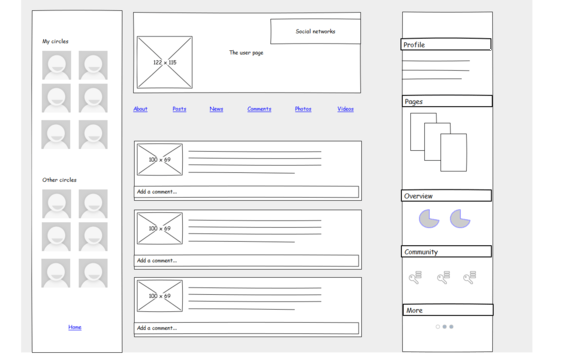 My circles
Other circles
Home
Social networks
The user page
122 x 115
About Posts News Comments Photos Videos
100 x 69
Add a comment...
100 x 69
Add a comment...
100 x 69
Add a comment...
Profile
Pages
Overview
Community
More